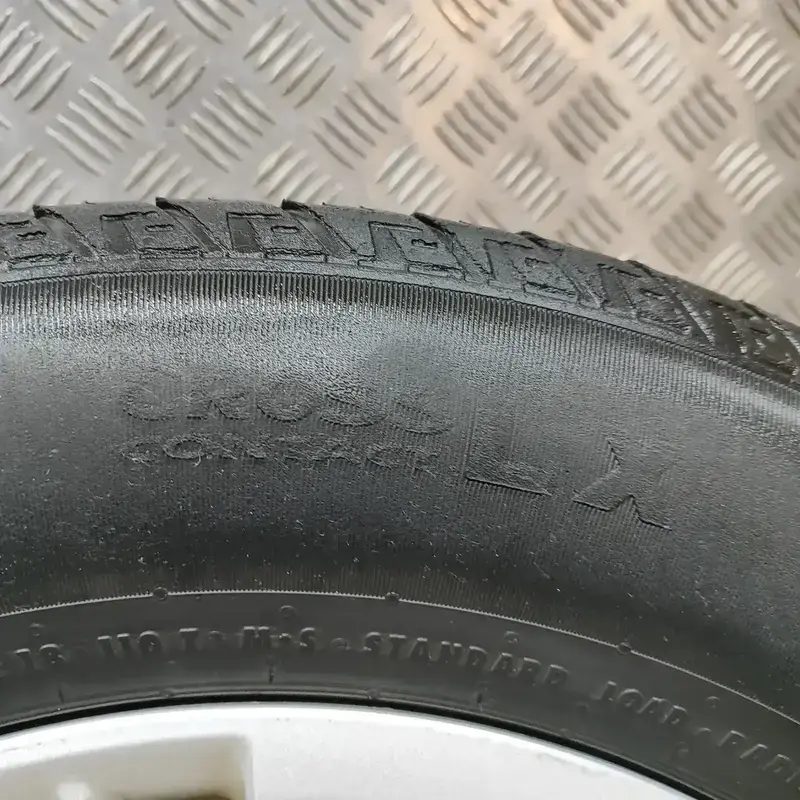 CROSS
CONTACT LX
110 T • M+S • STANDARD LOAD •